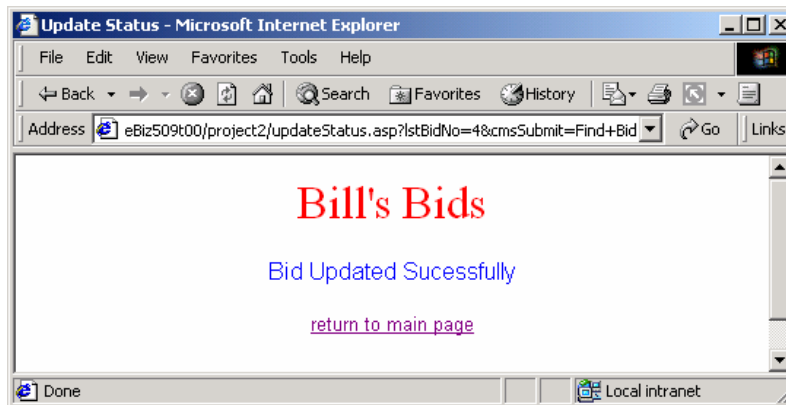 Update Status - Microsoft Internet Explorer
File Edit View Favorites Tools Help
Back Search Favorites History
Address eBiz509t00/project2/updateStatus.asp?lstBidNo=4&cmsSubmit=Find+Bid Go Links
Bill's Bids
Bid Updated Sucessfully
return to main page
Done Local intranet